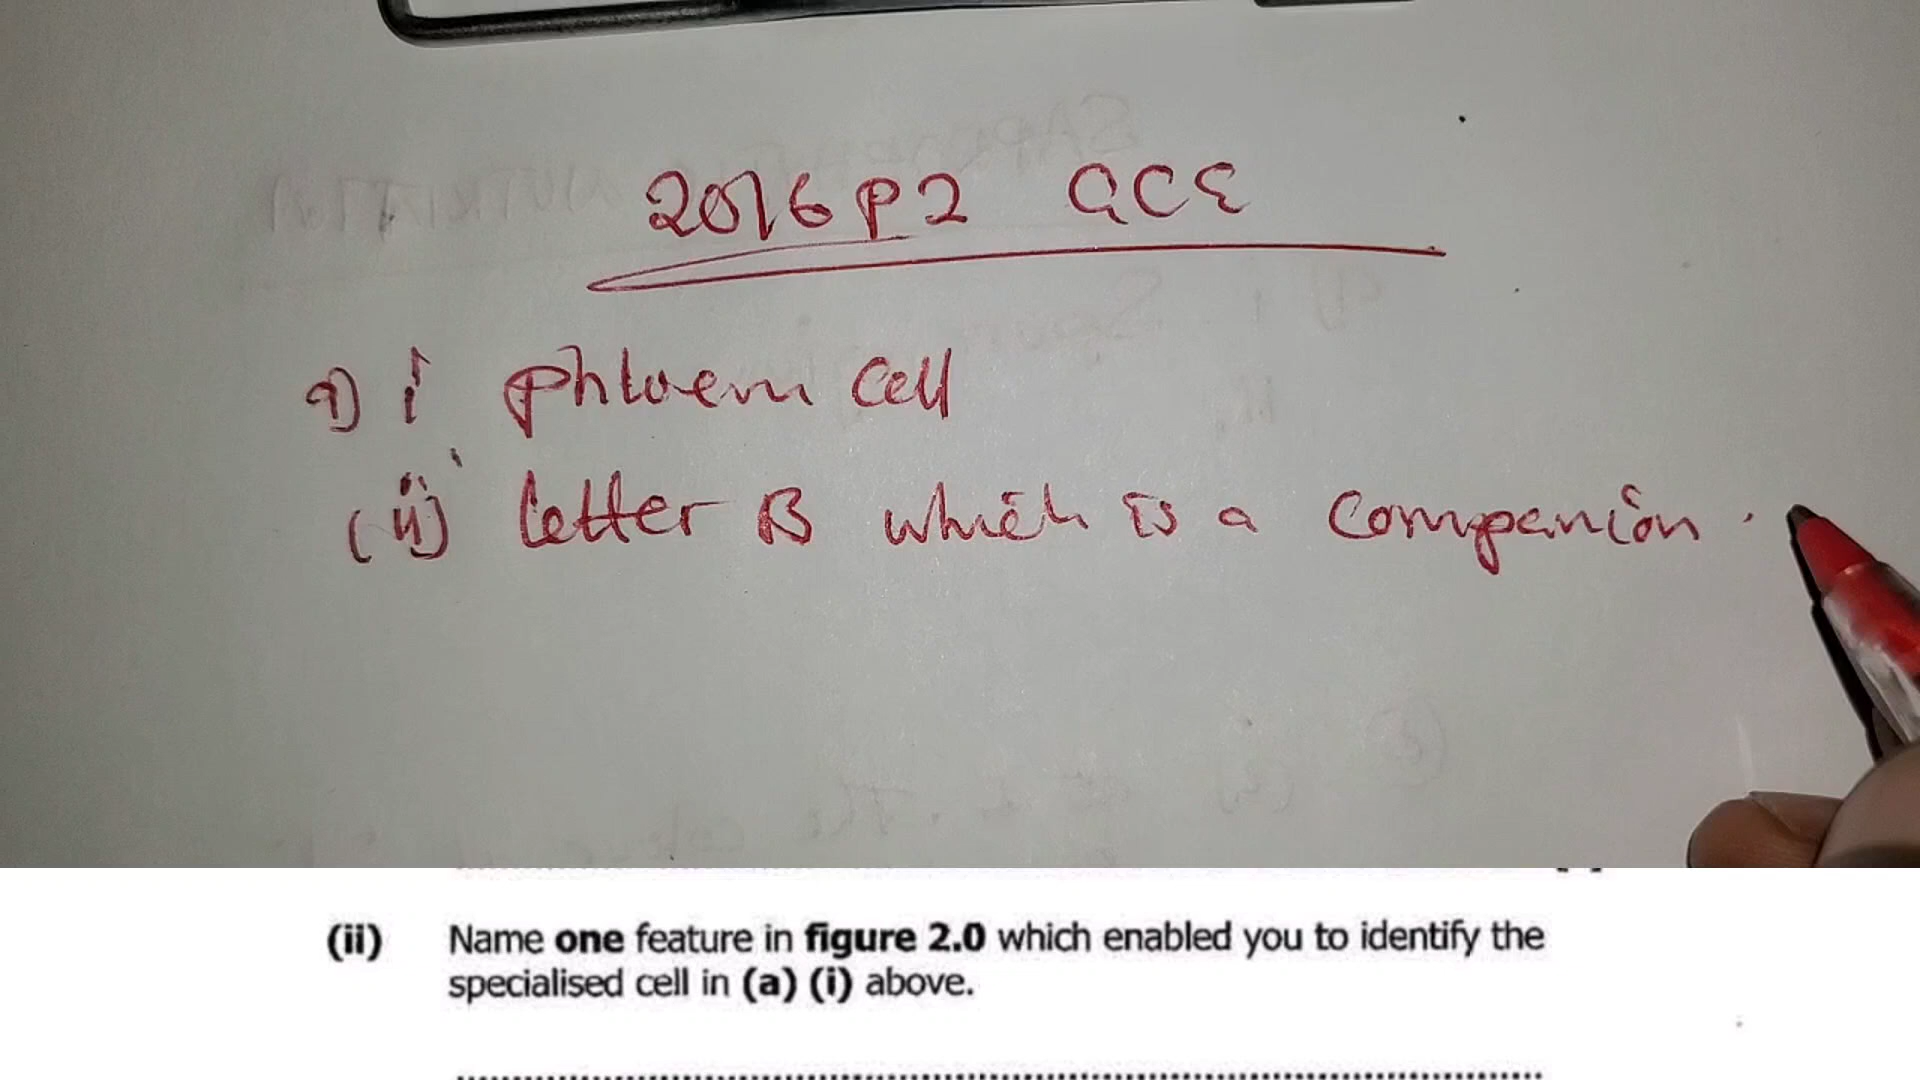 2016 P2 GCE
a) i phloem cell
(ii) letter B which is a companion.
(ii) Name one feature in figure 2.0 which enabled you to identify the
specialised cell in (a) (i) above.